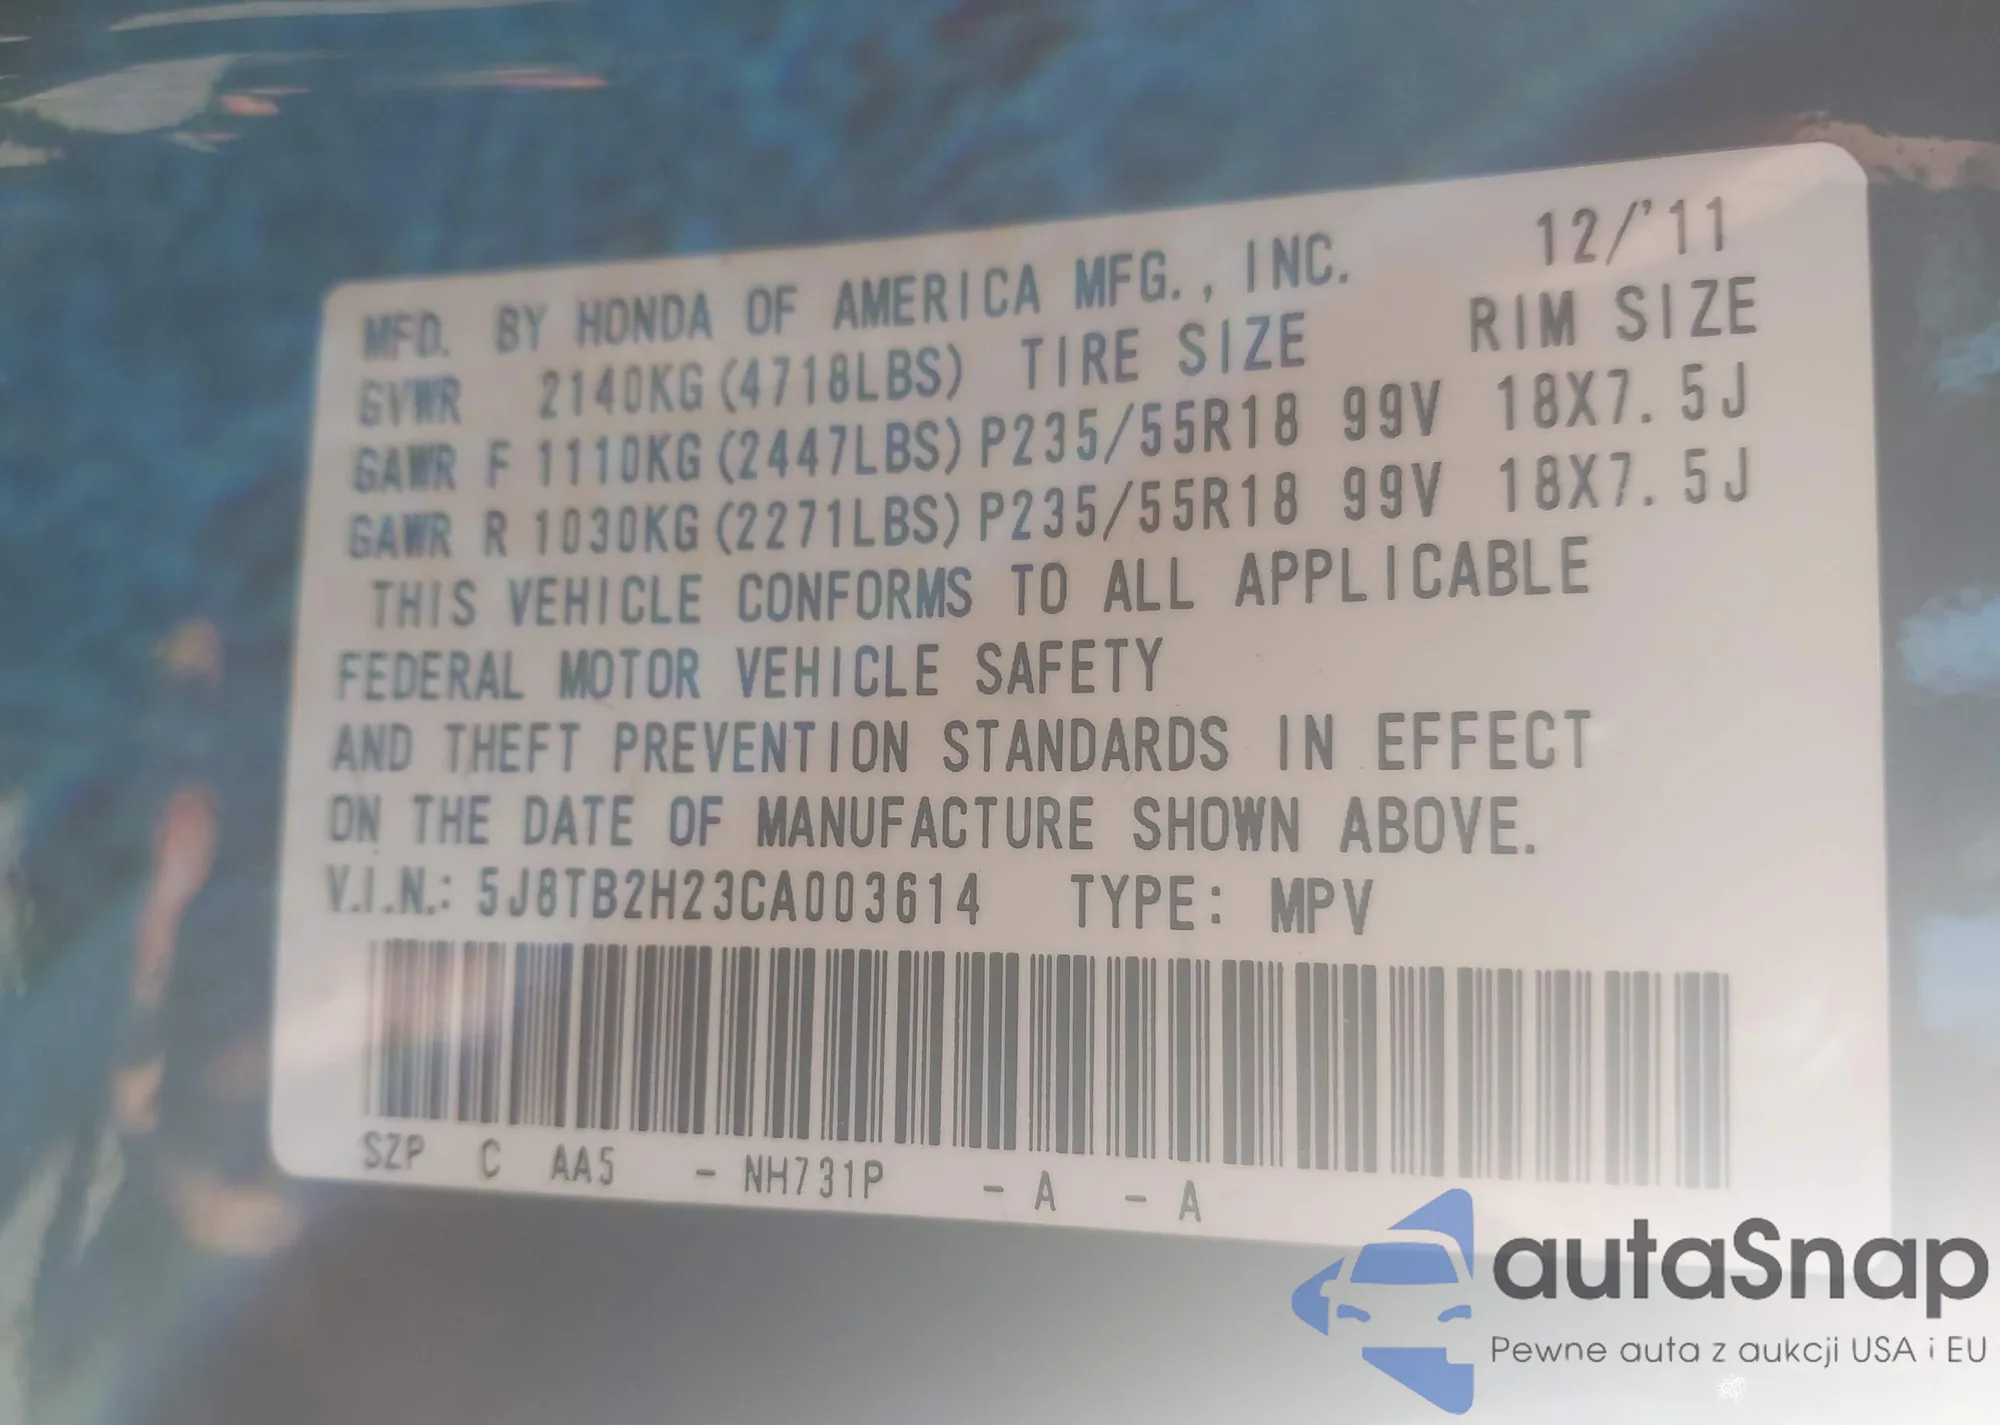 MFD. BY HONDA OF AMERICA MFG., INC. 12/'11
GVWR 2140KG (4718LBS) TIRE SIZE RIM SIZE
GAWR F 1110KG (2447LBS) P235/55R18 99V 18X7.5J
GAWR R 1030KG (2271LBS) P235/55R18 99V 18X7.5J
THIS VEHICLE CONFORMS TO ALL APPLICABLE
FEDERAL MOTOR VEHICLE SAFETY
AND THEFT PREVENTION STANDARDS IN EFFECT
ON THE DATE OF MANUFACTURE SHOWN ABOVE.
V.I.N.: 5J8TB2H23CA003614 TYPE: MPV
SZP C AA5 - NH731P - A - A
autaSnap
Pewne auta z aukcji USA i EU